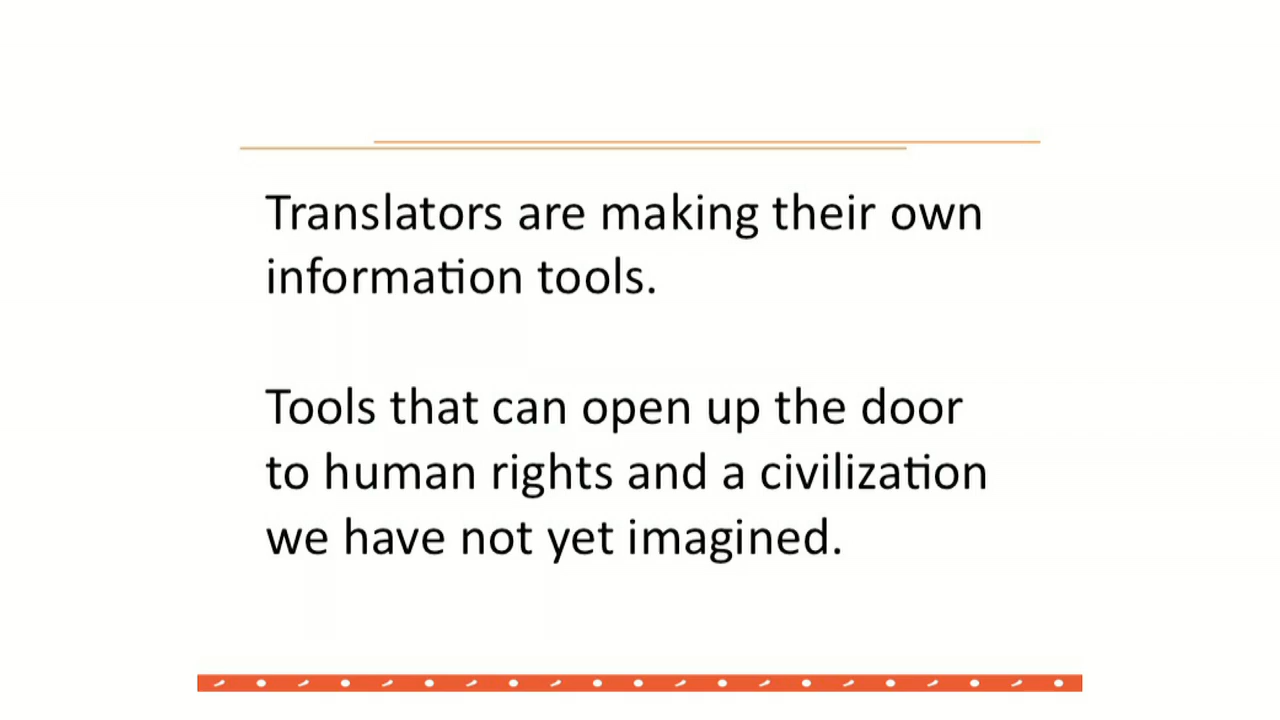 Translators are making their own
information tools.
Tools that can open up the door
to human rights and a civilization
we have not yet imagined.